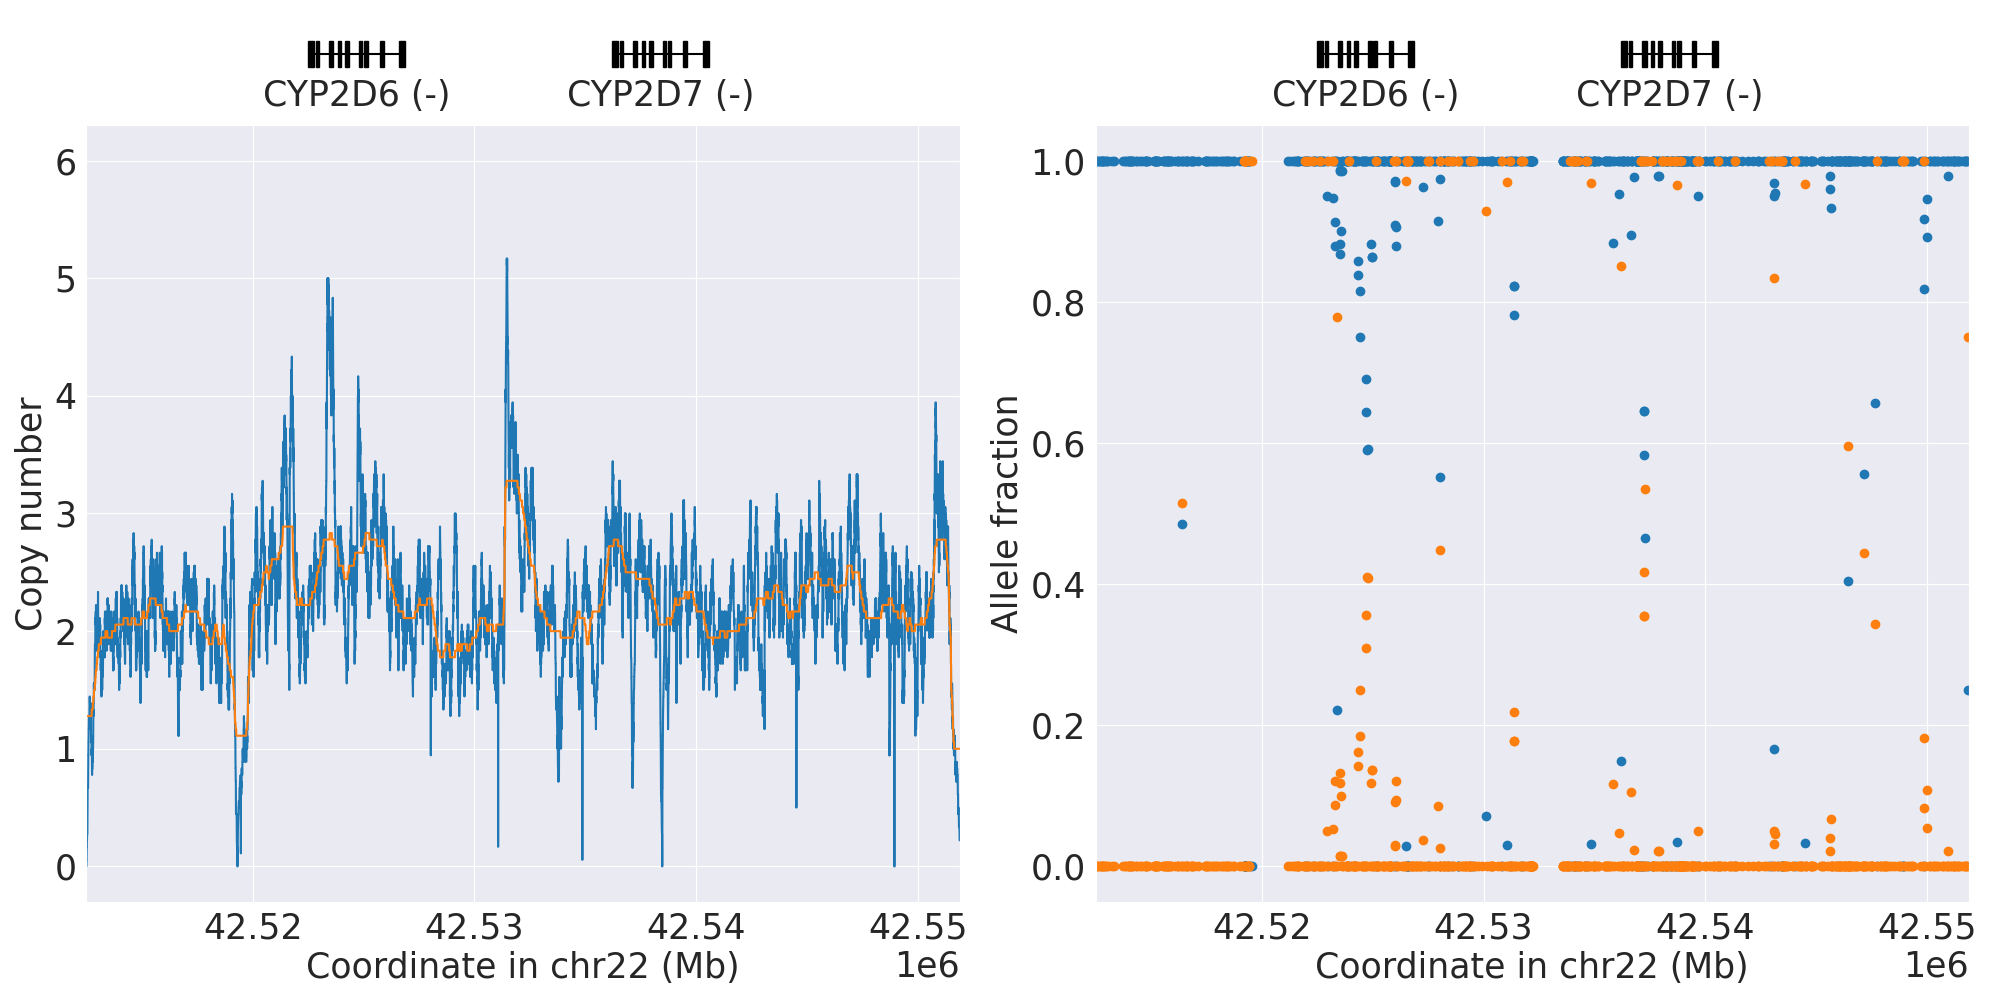 CYP2D6 (-) CYP2D7 (-)
6
5
4
3
2
1
0
Copy number
42.52 42.53 42.54 42.55
Coordinate in chr22 (Mb) 1e6
CYP2D6 (-) CYP2D7 (-)
1.0
0.8
0.6
0.4
0.2
0.0
Allele fraction
42.52 42.53 42.54 42.55
Coordinate in chr22 (Mb) 1e6